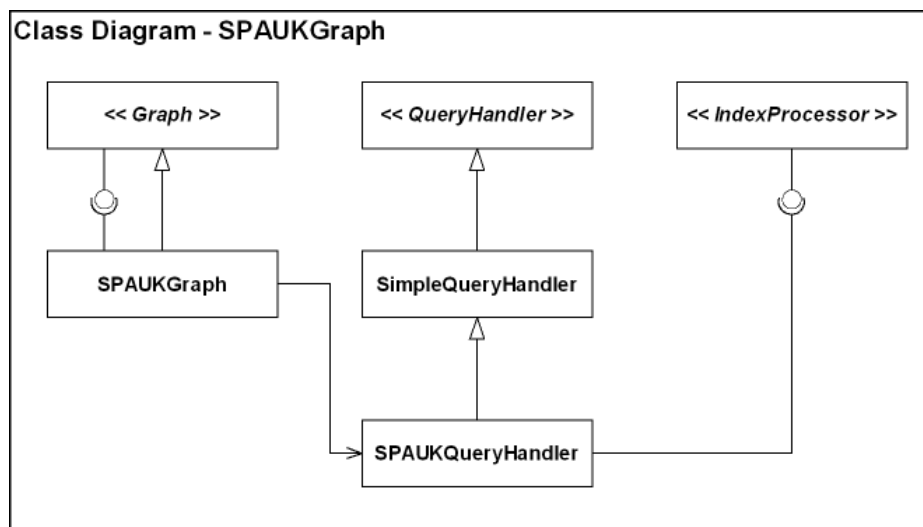 Class Diagram - SPAUKGraph
<< Graph >>
<< QueryHandler >>
<< IndexProcessor >>
SPAUKGraph
SimpleQueryHandler
SPAUKQueryHandler